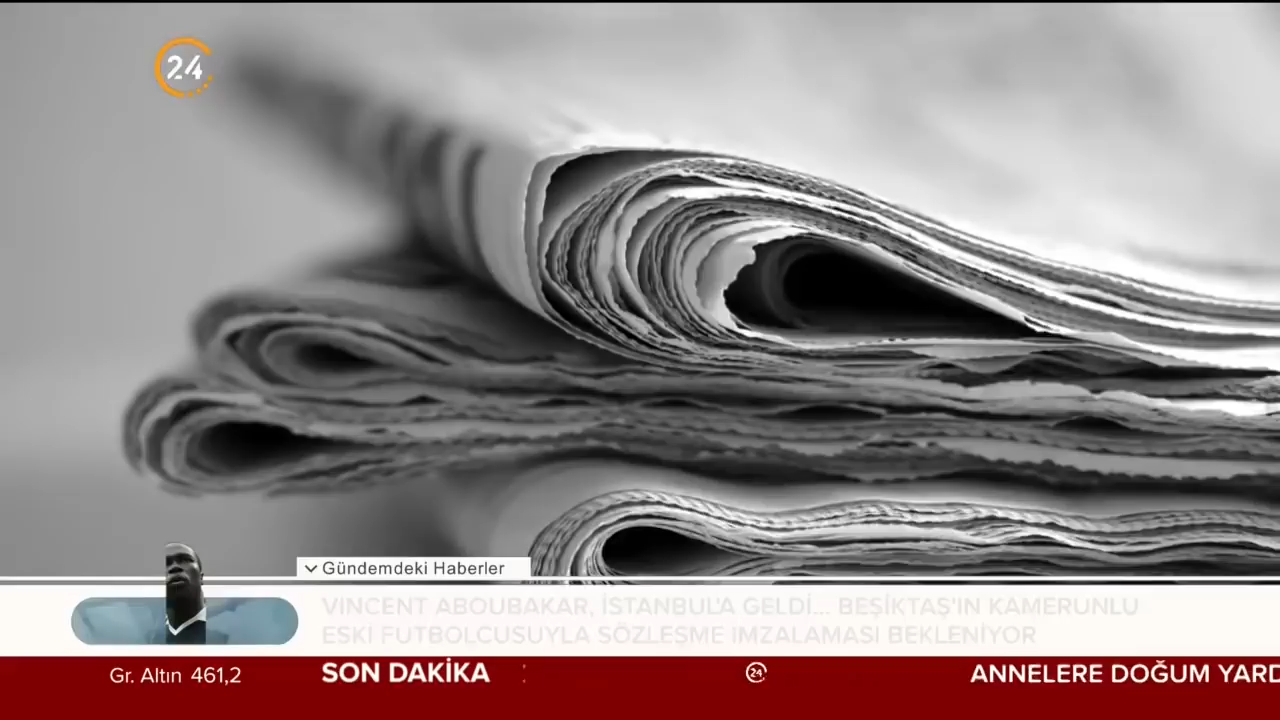 24
Gündemdeki Haberler
VINCENT ABOUBAKAR, İSTANBUL'A GELDİ... BEŞİKTAŞ'IN KAMERUNLU
ESKİ FUTBOLCUSUYLA SÖZLEŞME İMZALAMASI BEKLENİYOR
Gr. Altın 461,2
SON DAKİKA :
24
ANNELERE DOĞUM YARD